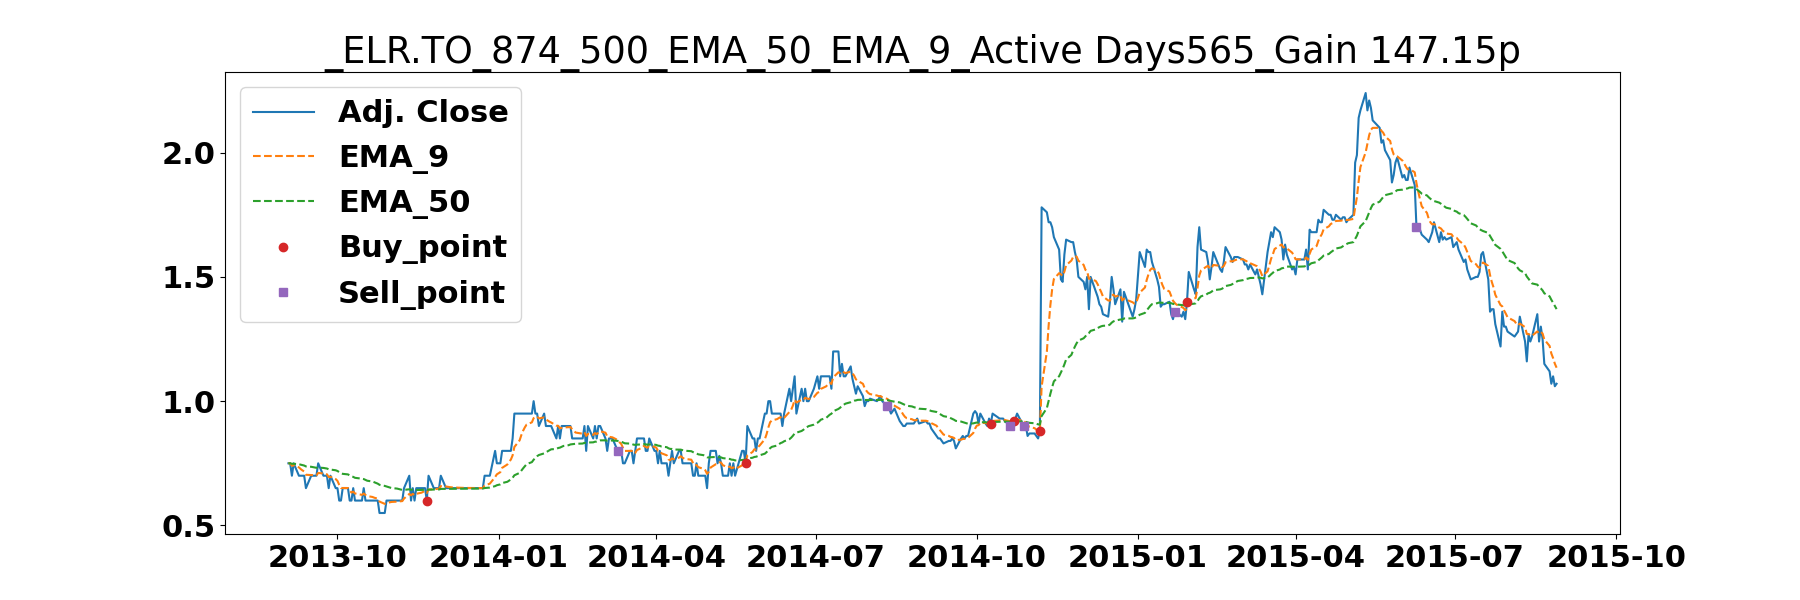 _ELR.TO_874_500_EMA_50_EMA_9_Active Days565_Gain 147.15p
Adj. Close
EMA_9
EMA_50
Buy_point
Sell_point
2.0
1.5
1.0
0.5
2013-10 2014-01 2014-04 2014-07 2014-10 2015-01 2015-04 2015-07 2015-10